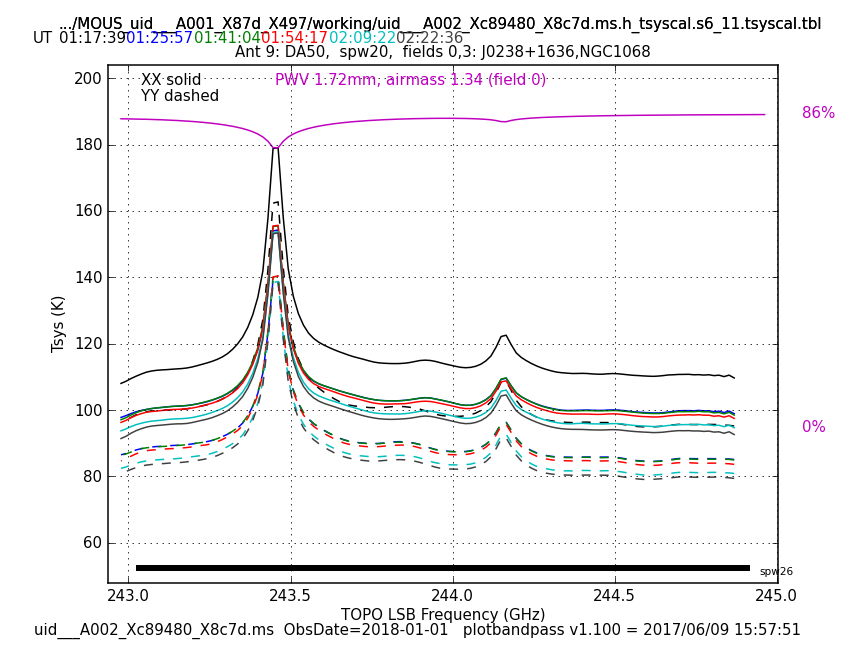 .../MOUS_uid___A001_X87d_X497/working/uid___A002_Xc89480_X8c7d.ms.h_tsyscal.s6_11.tsyscal.tbl
UT 01:17:39 01:25:57 01:41:04 01:54:17 02:09:22 02:22:36
Ant 9: DA50, spw20, fields 0,3: J0238+1636,NGC1068
XX solid
PWV 1.72mm, airmass 1.34 (field 0)
YY dashed
86%
0%
Tsys (K)
200
180
160
140
120
100
80
60
spw26
243.0
243.5
244.0
244.5
245.0
TOPO LSB Frequency (GHz)
uid___A002_Xc89480_X8c7d.ms ObsDate=2018-01-01 plotbandpass v1.100 = 2017/06/09 15:57:51